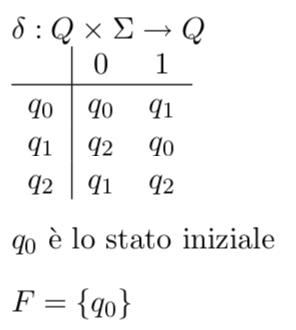 δ : Q × Σ → Q
0 1
q₀ q₀ q₁
q₁ q₂ q₀
q₂ q₁ q₂
q₀ è lo stato iniziale
F = {q₀}